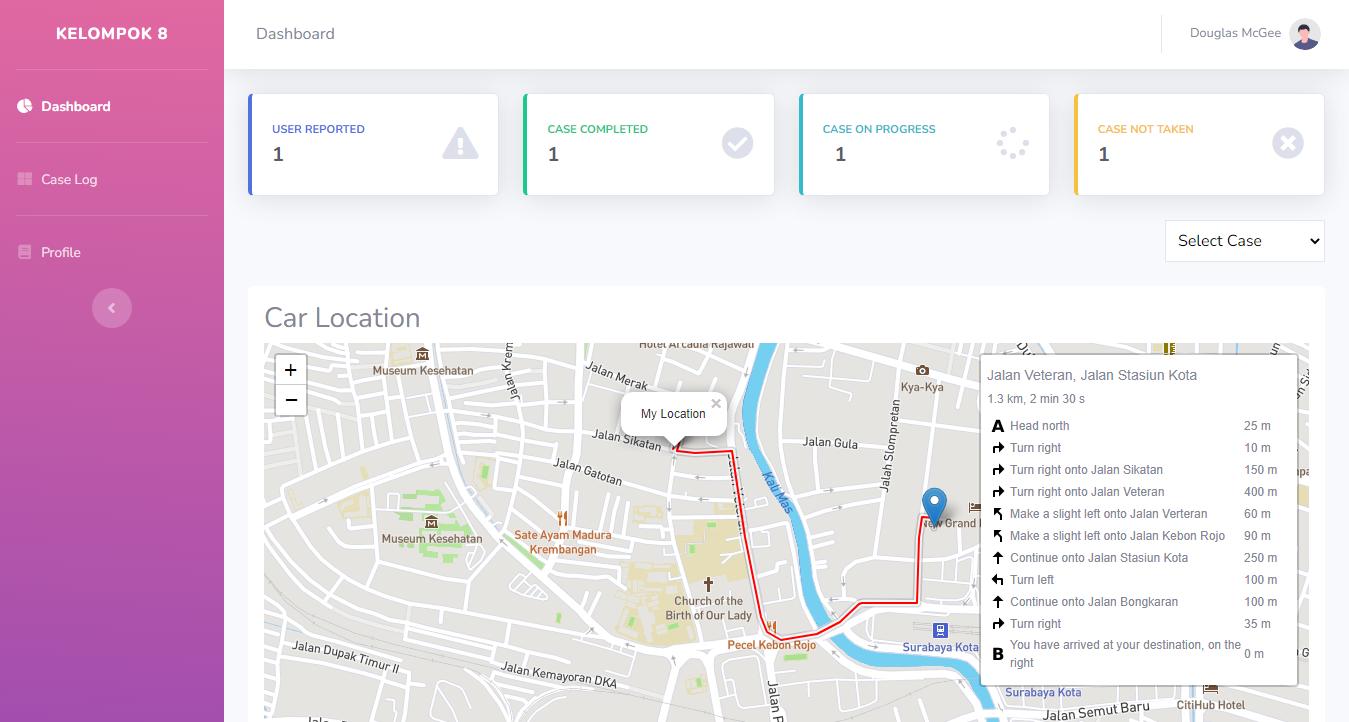 KELOMPOK 8
Dashboard
Case Log
Profile
Dashboard
Douglas McGee
USER REPORTED
1
CASE COMPLETED
1
CASE ON PROGRESS
1
CASE NOT TAKEN
1
Select Case
Car Location
+
−
Hotel Arcadia Rajawali
Museum Kesehatan
Jalan Krem
Jalan Merak
Kya-Kya
My Location
×
Jalan Sikatan
Jalan Gula
Jalan Slompretan
Jalan Gatotan
Kali Mas
New Grand
Sate Ayam Madura
Krembangan
Museum Kesehatan
Church of the
Birth of Our Lady
Pecel Kebon Rojo
Surabaya Kota
Jalan Dupak Timur II
Jalan Kemayoran DKA
Surabaya Kota
CitiHub Hotel
Jalan Semut Baru
Jalan Veteran, Jalan Stasiun Kota
1.3 km, 2 min 30 s
A Head north 25 m
Turn right 10 m
Turn right onto Jalan Sikatan 150 m
Turn right onto Jalan Veteran 400 m
Make a slight left onto Jalan Verteran 60 m
Make a slight left onto Jalan Kebon Rojo 90 m
Continue onto Jalan Stasiun Kota 250 m
Turn left 100 m
Continue onto Jalan Bongkaran 100 m
Turn right 35 m
B You have arrived at your destination, on the 0 m
right